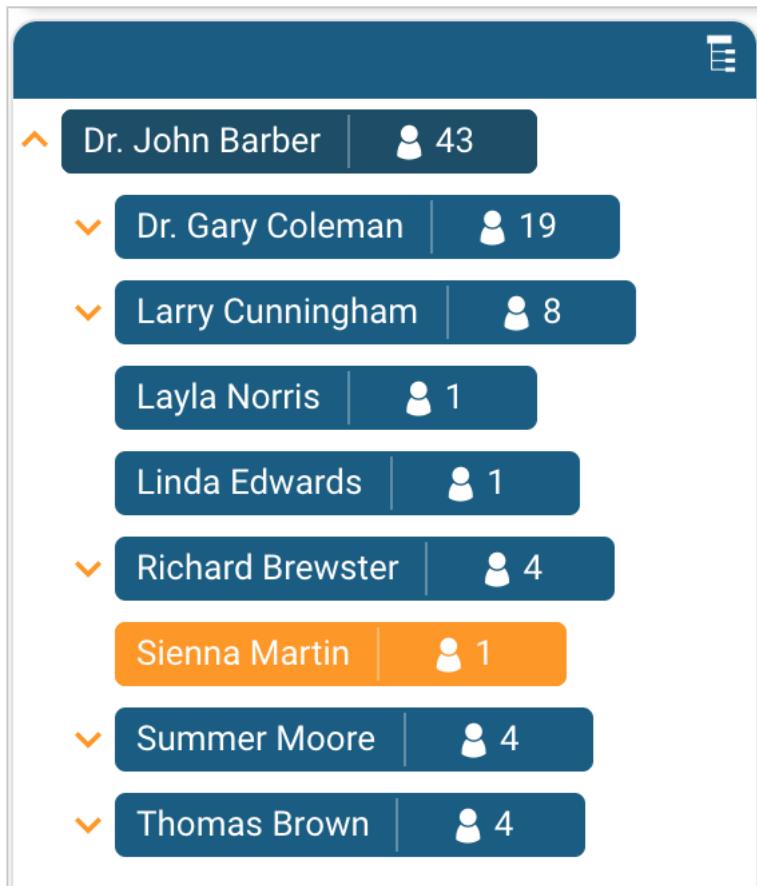 Dr. John Barber 43
Dr. Gary Coleman 19
Larry Cunningham 8
Layla Norris 1
Linda Edwards 1
Richard Brewster 4
Sienna Martin 1
Summer Moore 4
Thomas Brown 4